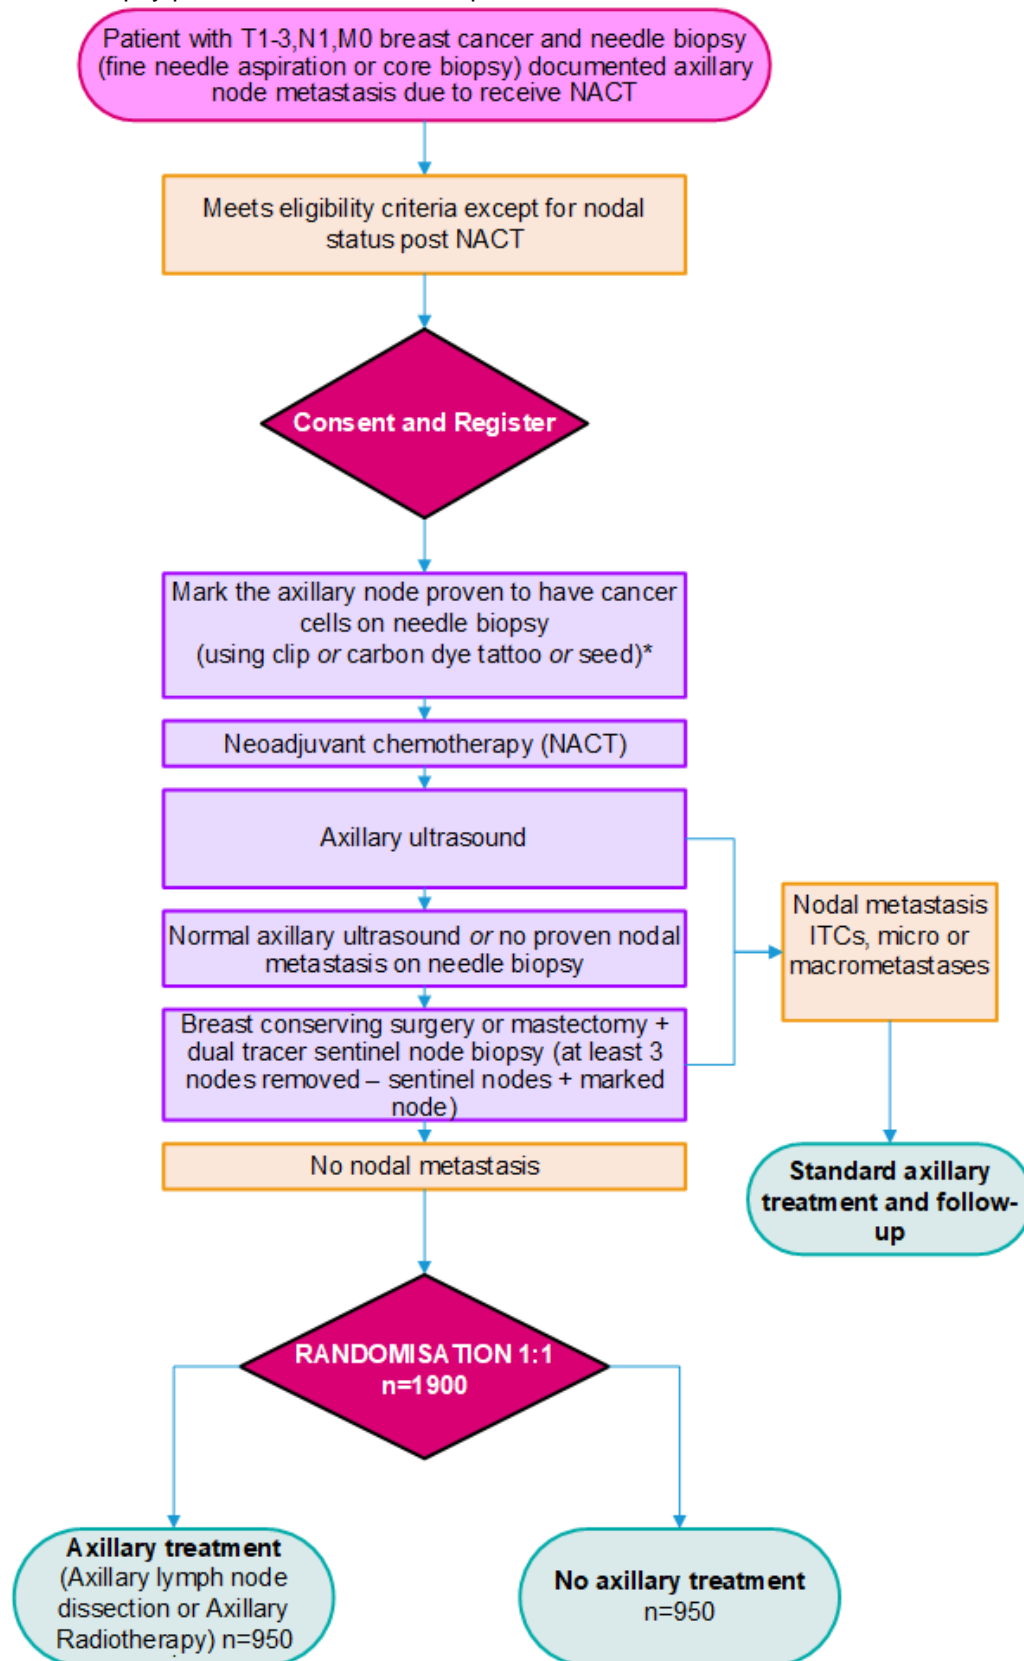 Patient with T1-3,N1,M0 breast cancer and needle biopsy
(fine needle aspiration or core biopsy) documented axillary
node metastasis due to receive NACT
Meets eligibility criteria except for nodal
status post NACT
Consent and Register
Mark the axillary node proven to have cancer
cells on needle biopsy
(using clip or carbon dye tattoo or seed)*
Neoadjuvant chemotherapy (NACT)
Axillary ultrasound
Normal axillary ultrasound or no proven nodal
metastasis on needle biopsy
Nodal metastasis
ITCs, micro or
macrometastases
Breast conserving surgery or mastectomy +
dual tracer sentinel node biopsy (at least 3
nodes removed – sentinel nodes + marked
node)
No nodal metastasis
Standard axillary
treatment and follow-
up
RANDOMISATION 1:1
n=1900
Axillary treatment
(Axillary lymph node
dissection or Axillary
Radiotherapy) n=950
No axillary treatment
n=950